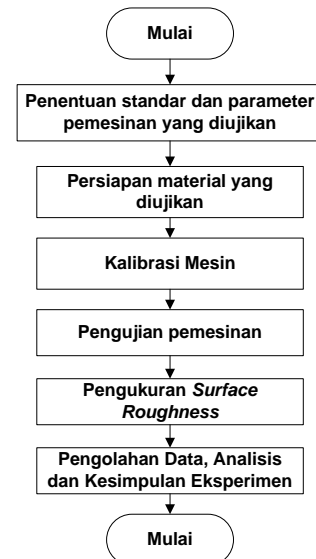 Mulai
Penentuan standar dan parameter
pemesinan yang diujikan
Persiapan material yang
diujikan
Kalibrasi Mesin
Pengujian pemesinan
Pengukuran Surface
Roughness
Pengolahan Data, Analisis
dan Kesimpulan Eksperimen
Mulai